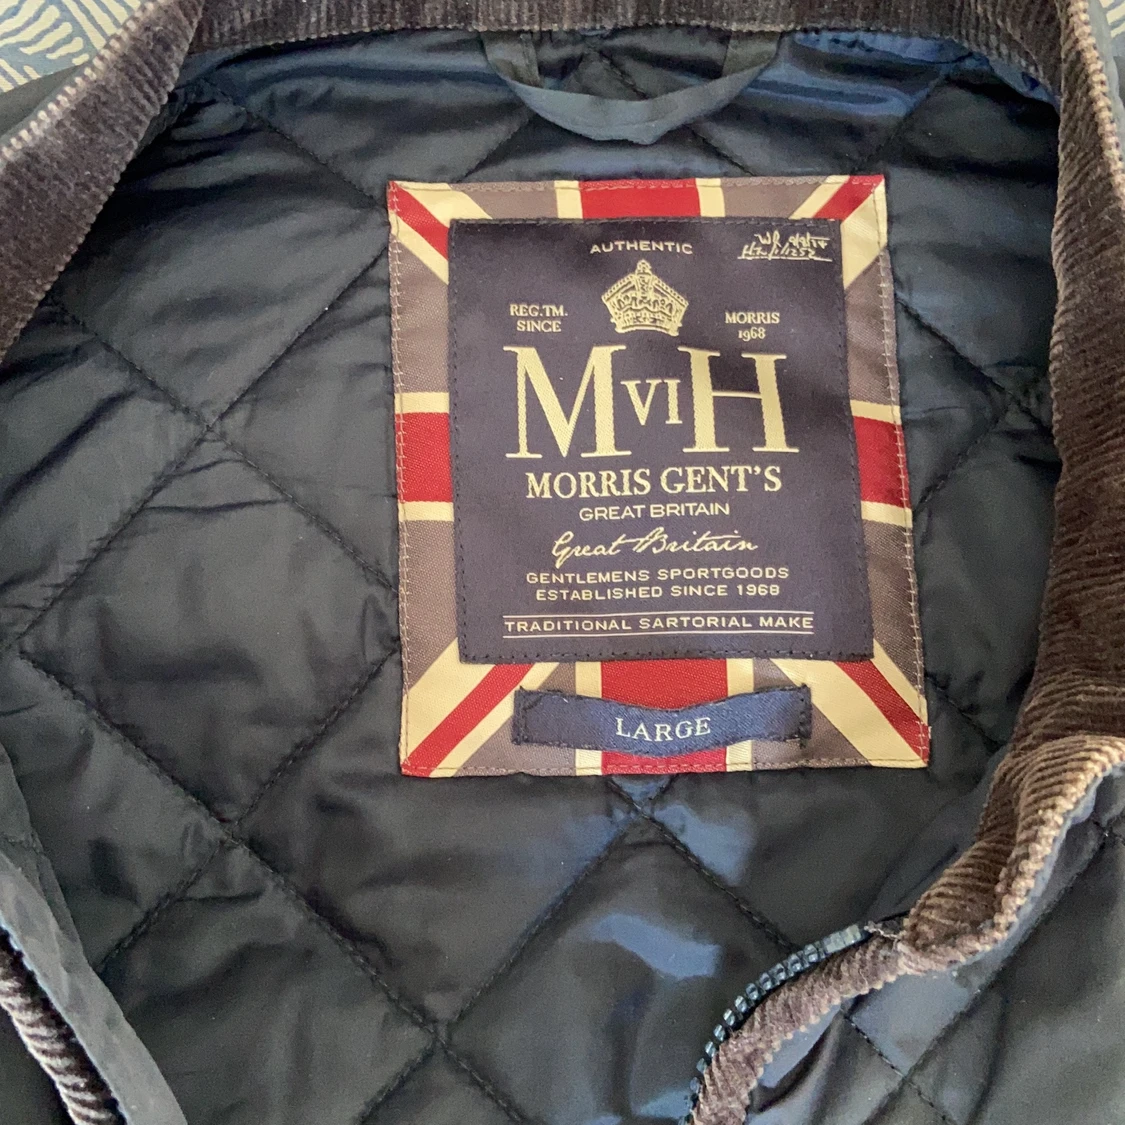 AUTHENTIC
REG.TM.
SINCE
MORRIS
1968
MVIH
MORRIS GENT'S
GREAT BRITAIN
Great Britain
GENTLEMENS SPORTGOODS
ESTABLISHED SINCE 1968
TRADITIONAL SARTORIAL MAKE
LARGE